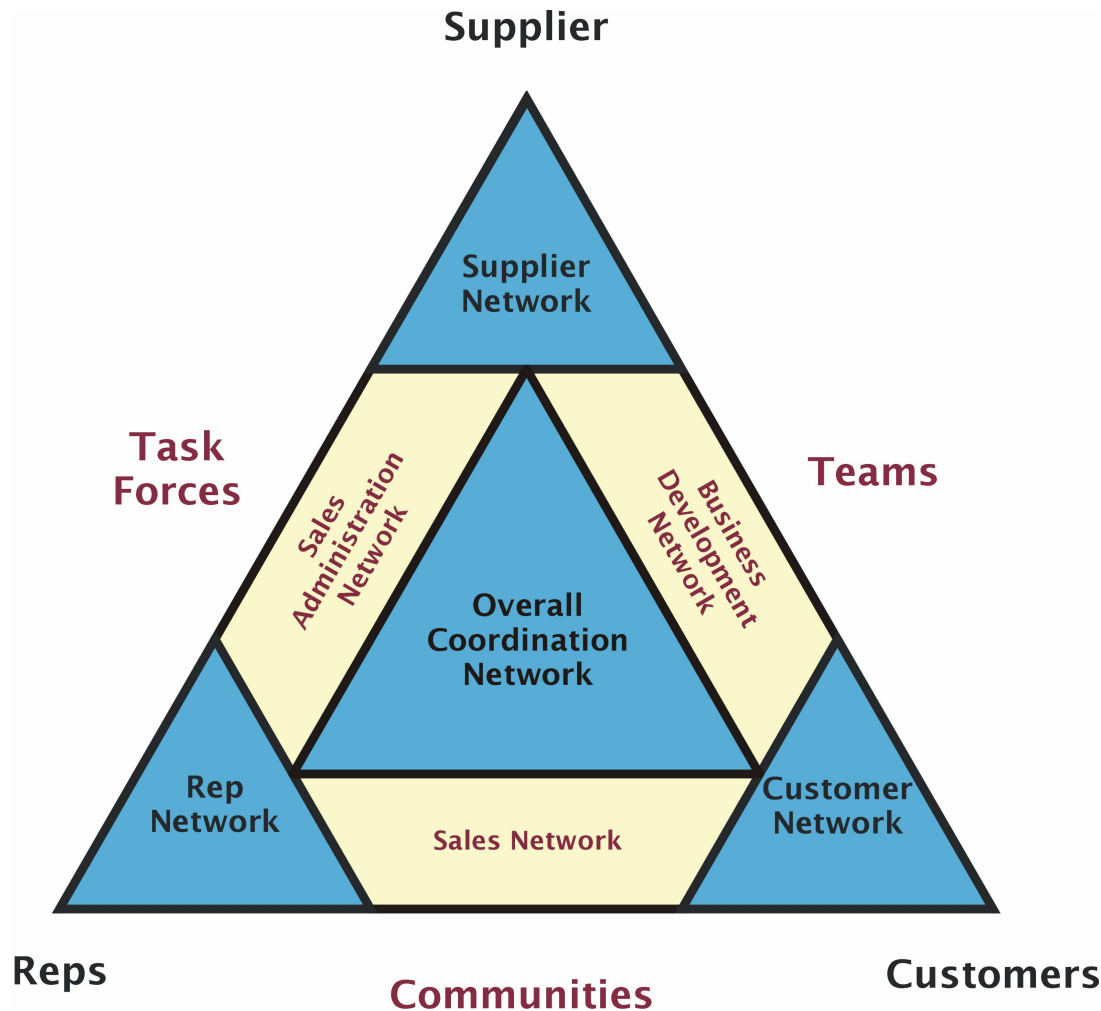 Supplier
Supplier
Network
Task
Forces
Sales
Administration
Network
Business
Development
Network
Teams
Overall
Coordination
Network
Rep
Network
Customer
Network
Sales Network
Reps
Communities
Customers